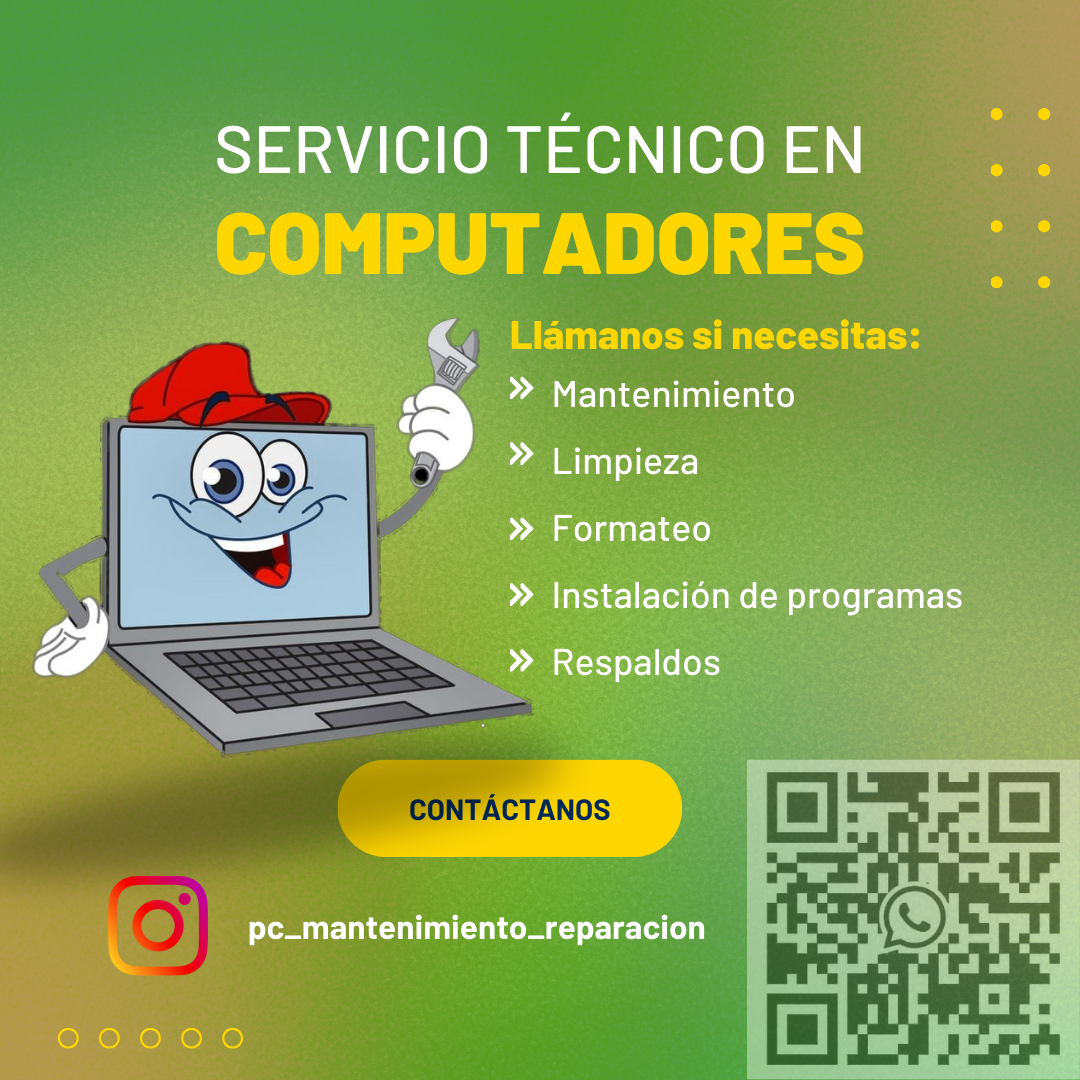 SERVICIO TÉCNICO EN
COMPUTADORES
Llámanos si necesitas:
Mantenimiento
Limpieza
Formateo
Instalación de programas
Respaldos
CONTÁCTANOS
pc_mantenimiento_reparacion